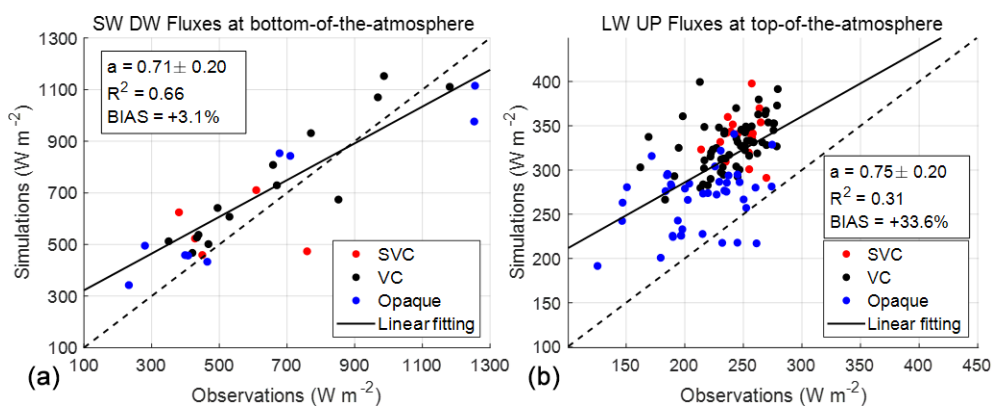 SW DW Fluxes at bottom-of-the-atmosphere
1300
1100
900
700
500
300
100
Simulations (W m-2)
a = 0.71± 0.20
R2 = 0.66
BIAS = +3.1%
SVC
VC
Opaque
Linear fitting
100 300 500 700 900 1100 1300
(a)
Observations (W m-2)
LW UP Fluxes at top-of-the-atmosphere
400
350
300
250
200
150
100
Simulations (W m-2)
a = 0.75± 0.20
R2 = 0.31
BIAS = +33.6%
SVC
VC
Opaque
Linear fitting
100 150 200 250 300 350 400 450
(b)
Observations (W m-2)